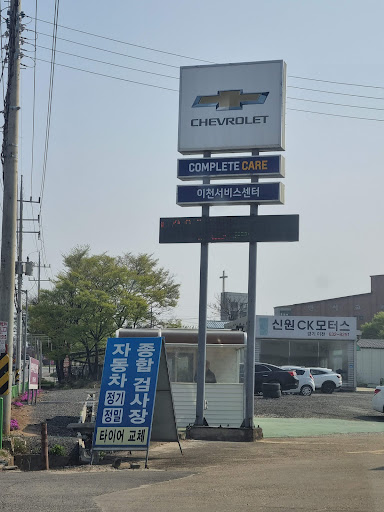 CHEVROLET
COMPLETE CARE
이천서비스센터
신원 CK모터스
자동차 종합 검사장
정기
정밀
타이어 교체